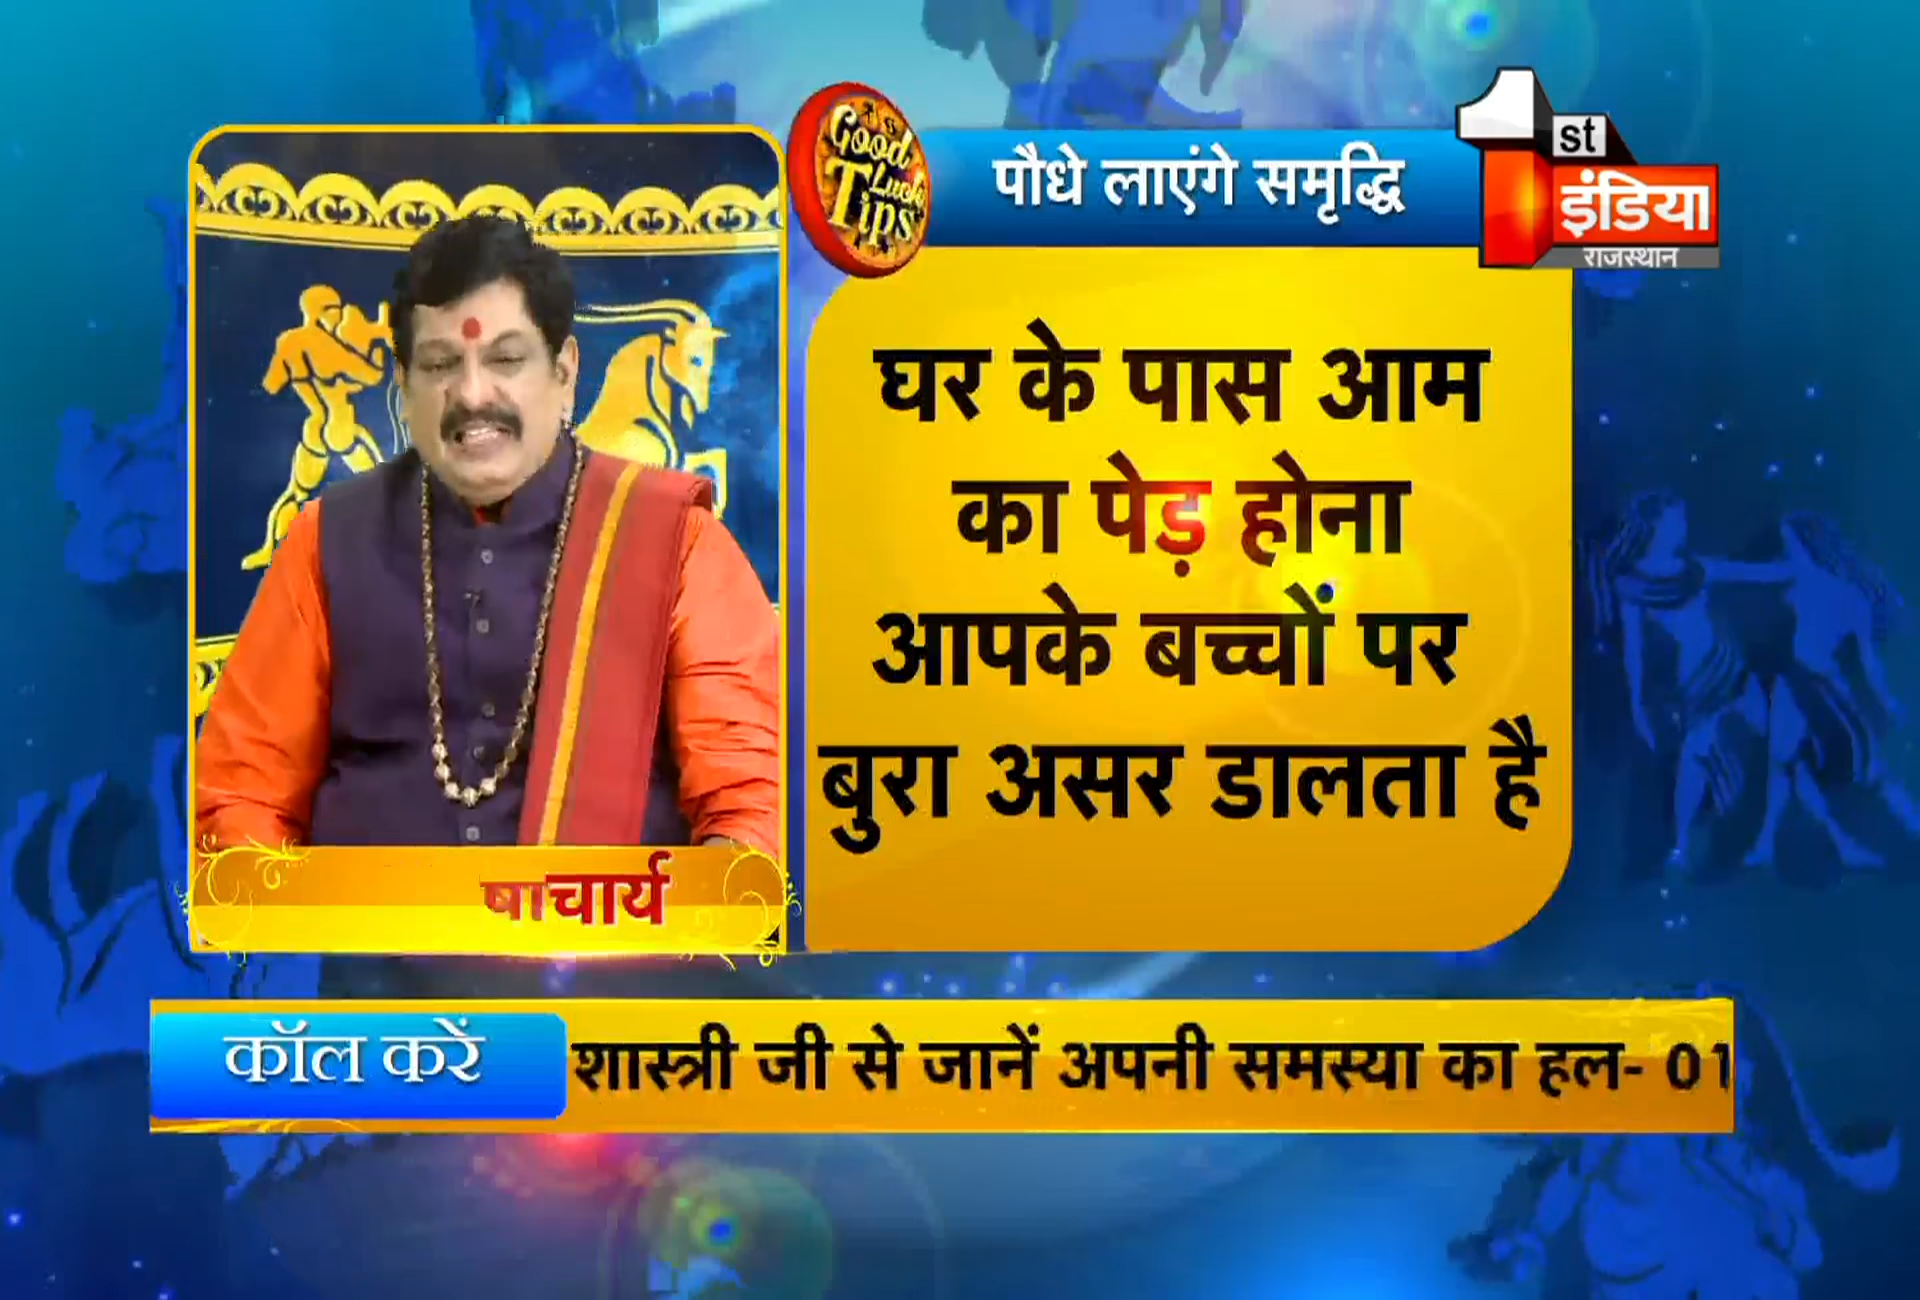 Good
Luck
Tips
पौधे लाएंगे समृद्धि
1st
इंडिया
राजस्थान
घर के पास आम
का पेड़ होना
आपके बच्चों पर
बुरा असर डालता है
षाचार्य
कॉल करें
शास्त्री जी से जानें अपनी समस्या का हल- 01